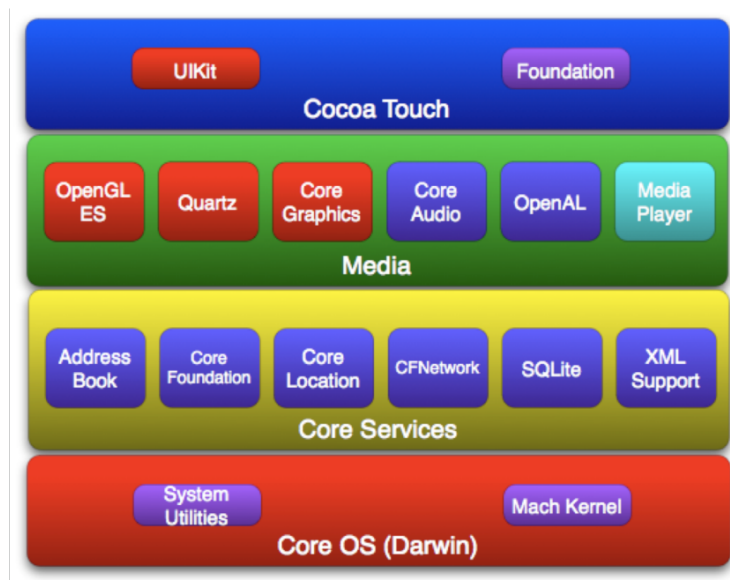 UIKit
Foundation
Cocoa Touch
OpenGL
ES
Quartz
Core
Graphics
Core
Audio
OpenAL
Media
Player
Media
Address
Book
Core
Foundation
Core
Location
CFNetwork
SQLite
XML
Support
Core Services
System
Utilities
Mach Kernel
Core OS (Darwin)